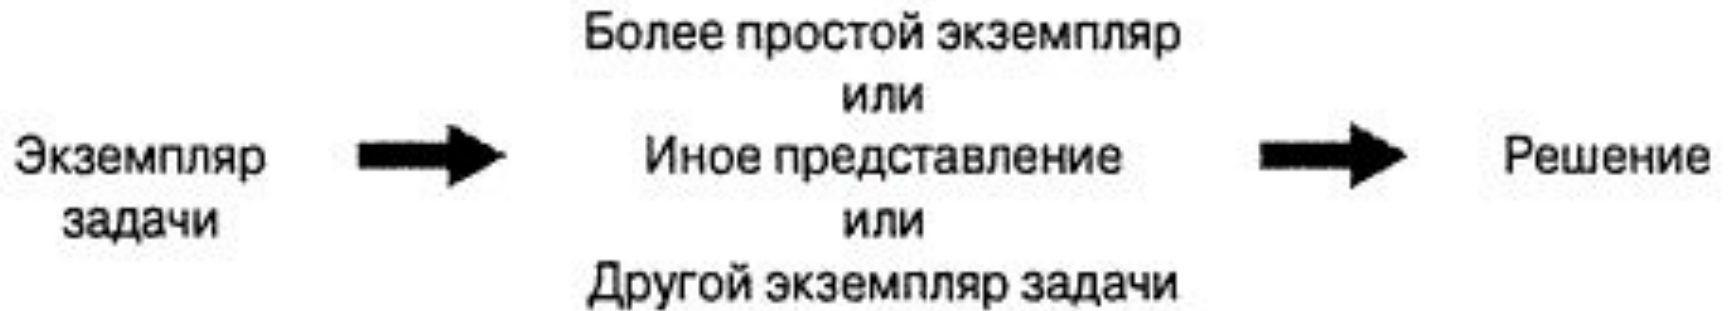 Экземпляр
задачи
Более простой экземпляр
или
Иное представление
или
Другой экземпляр задачи
Решение